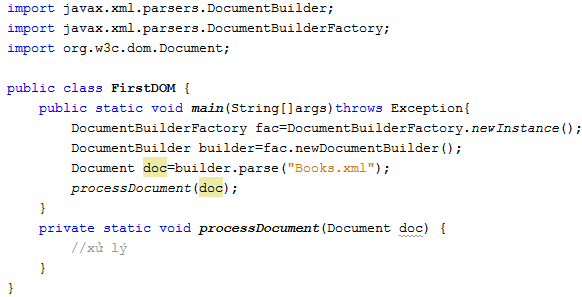 import javax.xml.parsers.DocumentBuilder;
import javax.xml.parsers.DocumentBuilderFactory;
import org.w3c.dom.Document;

public class FirstDOM {
    public static void main(String[]args)throws Exception{
        DocumentBuilderFactory fac=DocumentBuilderFactory.newInstance();
        DocumentBuilder builder=fac.newDocumentBuilder();
        Document doc=builder.parse("Books.xml");
        processDocument(doc);
    }
    private static void processDocument(Document doc) {
        //xử lý
    }
}